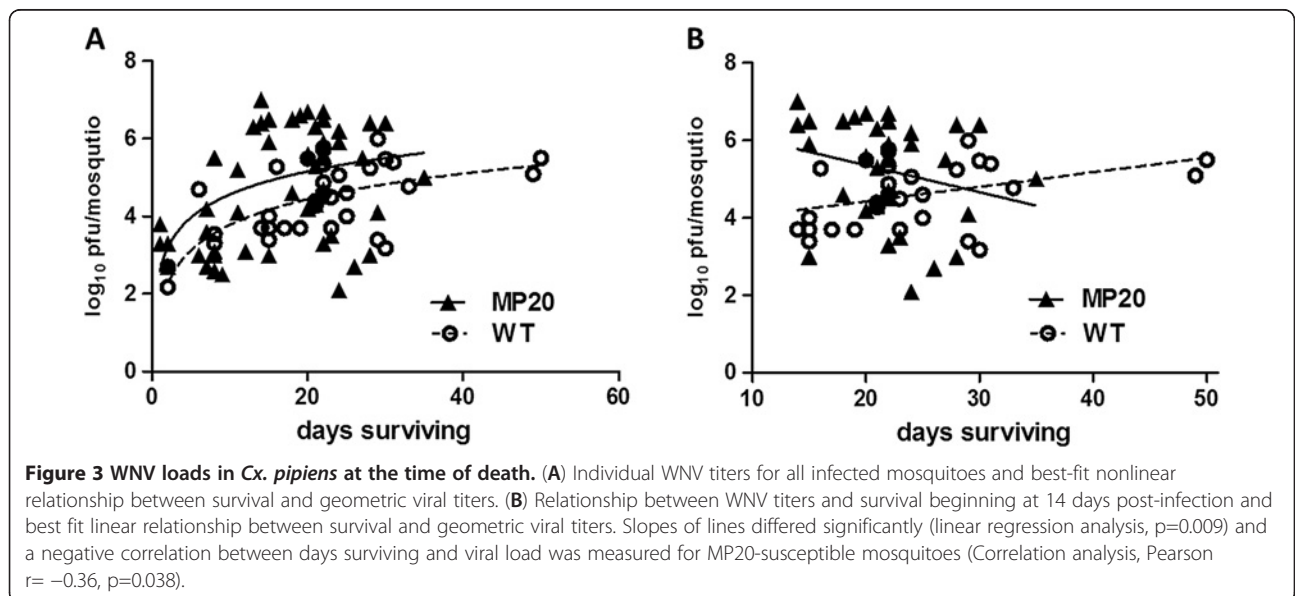 A
B
8
6
4
2
0
log10 pfu/mosqutio
MP20
WT
0
20
40
60
days surviving
8
6
4
2
0
log10 pfu/mosqutio
MP20
WT
10
20
30
40
50
days surviving
Figure 3 WNV loads in Cx. pipiens at the time of death. (A) Individual WNV titers for all infected mosquitoes and best-fit nonlinear
relationship between survival and geometric viral titers. (B) Relationship between WNV titers and survival beginning at 14 days post-infection and
best fit linear relationship between survival and geometric viral titers. Slopes of lines differed significantly (linear regression analysis, p=0.009) and
a negative correlation between days surviving and viral load was measured for MP20-susceptible mosquitoes (Correlation analysis, Pearson
r= −0.36, p=0.038).